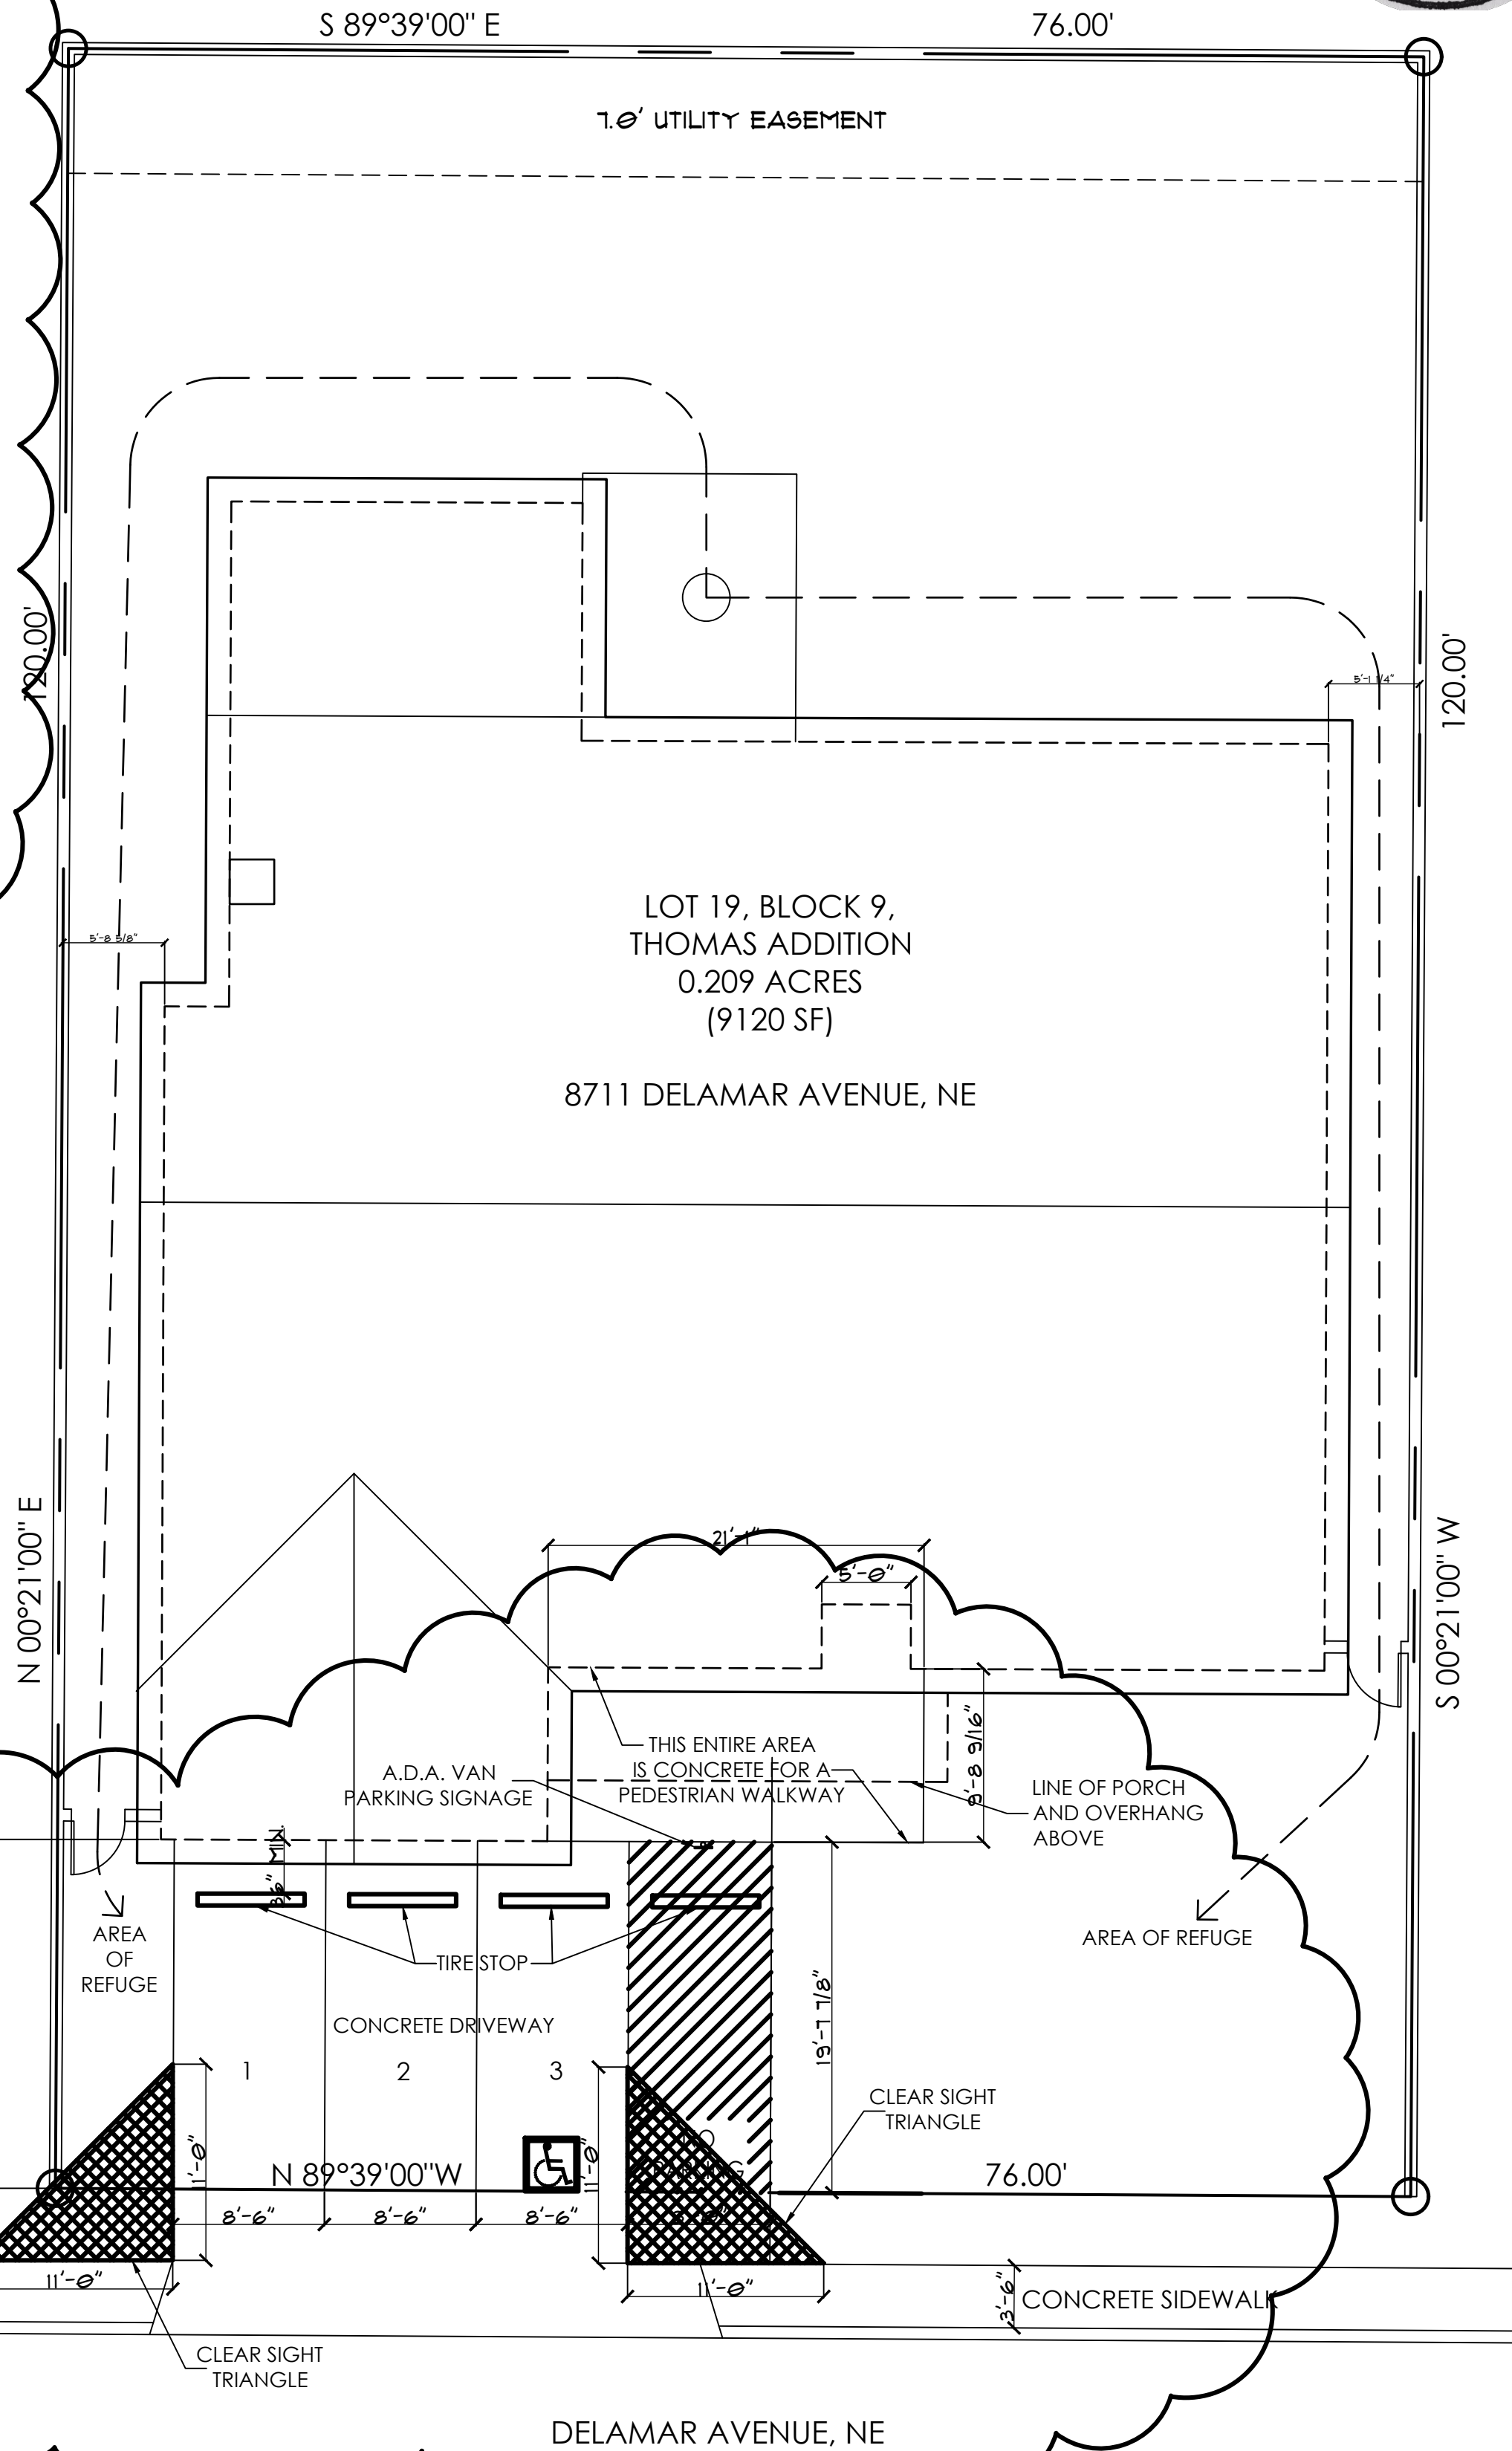 S 89°39'00" E
76.00'
7.0' UTILITY EASEMENT
120.00'
120.00'
5'-1 1/4"
5'-8 5/8"
LOT 19, BLOCK 9,
THOMAS ADDITION
0.209 ACRES
(9120 SF)
8711 DELAMAR AVENUE, NE
N 00°21'00" E
S 00°21'00" W
21'-1"
5'-0"
THIS ENTIRE AREA
IS CONCRETE FOR A
PEDESTRIAN WALKWAY
A.D.A. VAN
PARKING SIGNAGE
9'-8 9/16"
LINE OF PORCH
AND OVERHANG
ABOVE
MIN.
AREA
OF
REFUGE
AREA OF REFUGE
TIRE STOP
19'-7 7/8"
CONCRETE DRIVEWAY
1
2
3
CLEAR SIGHT
TRIANGLE
11'-0"
11'-0"
NO
PARKING
N 89°39'00"W
76.00'
8'-6"
8'-6"
8'-6"
11'-0"
11'-0"
3'-6"
CONCRETE SIDEWALK
CLEAR SIGHT
TRIANGLE
DELAMAR AVENUE, NE